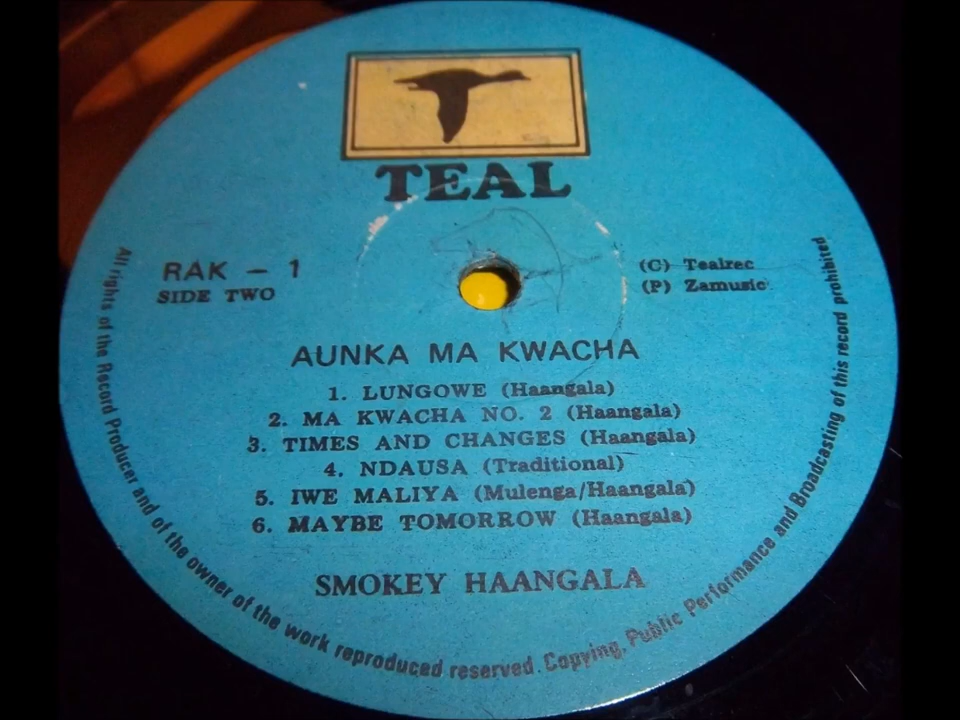 TEAL
RAK - 1
SIDE TWO
(C) Tealrec
(P) Zamusic
AUNKA MA KWACHA
1. LUNGOWE (Haangala)
2. MA KWACHA NO. 2 (Haangala)
3. TIMES AND CHANGES (Haangala)
4. NDAUSA (Traditional)
5. IWE MALIYA (Mulenga/Haangala)
6. MAYBE TOMORROW (Haangala)
SMOKEY HAANGALA
All rights of the Record Producer and of the owner of the work reproduced reserved. Copying, Public Performance and Broadcasting of this record prohibited